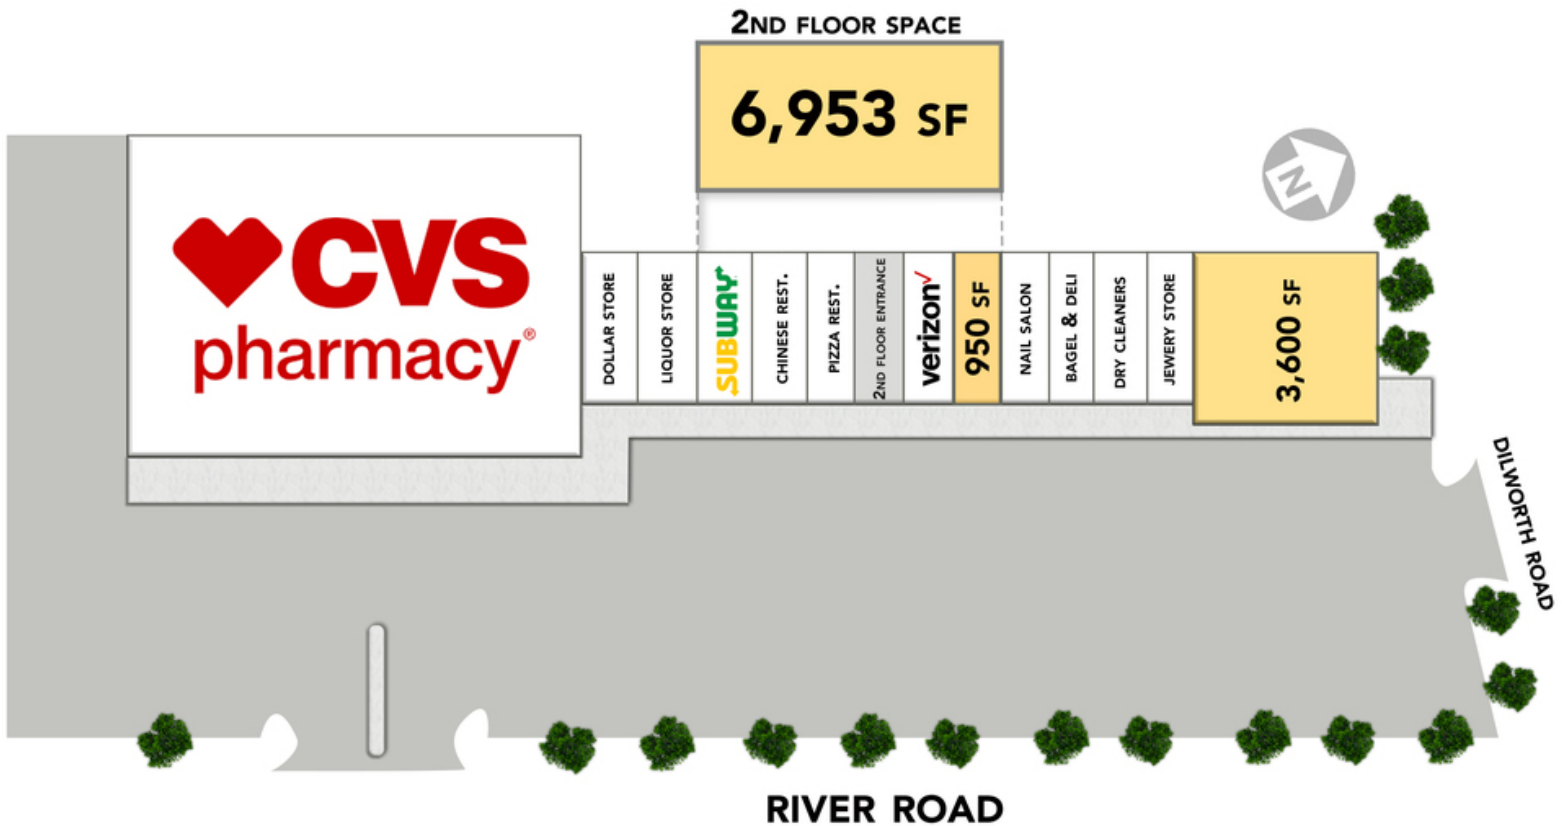 2ND FLOOR SPACE
6,953 SF
N
CVS
pharmacy®
DOLLAR STORE
LIQUOR STORE
SUBWAY
CHINESE REST.
PIZZA REST.
2ND FLOOR ENTRANCE
verizon
950 SF
NAIL SALON
BAGEL & DELI
DRY CLEANERS
JEWERY STORE
3,600 SF
DILWORTH ROAD
RIVER ROAD